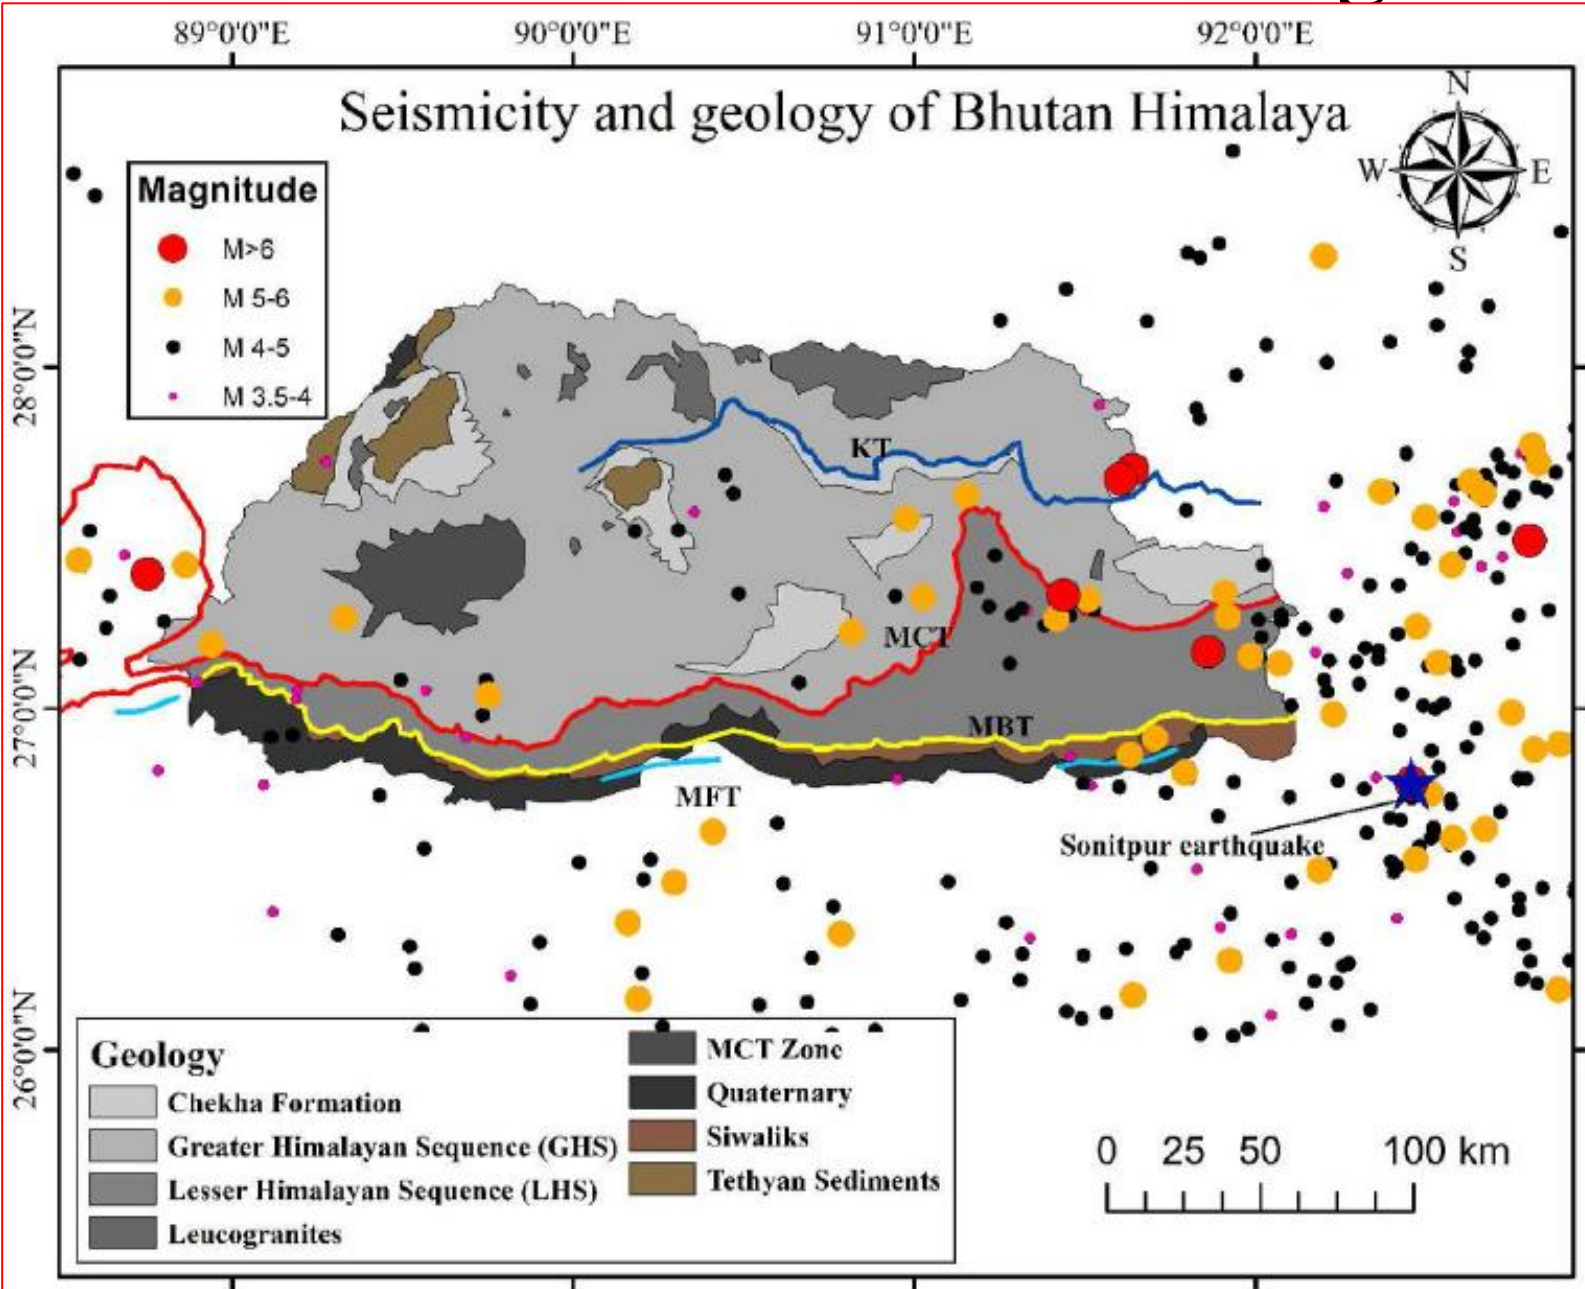 89°0'0"E 90°0'0"E 91°0'0"E 92°0'0"E
Seismicity and geology of Bhutan Himalaya
N
W E
S
Magnitude
M>6
M 5-6
M 4-5
M 3.5-4
28°0'0"N
27°0'0"N
26°0'0"N
KT
MCT
MBT
MFT
Sonitpur earthquake
Geology
Chekha Formation
Greater Himalayan Sequence (GHS)
Lesser Himalayan Sequence (LHS)
Leucogranites
MCT Zone
Quaternary
Siwaliks
Tethyan Sediments
0 25 50 100 km